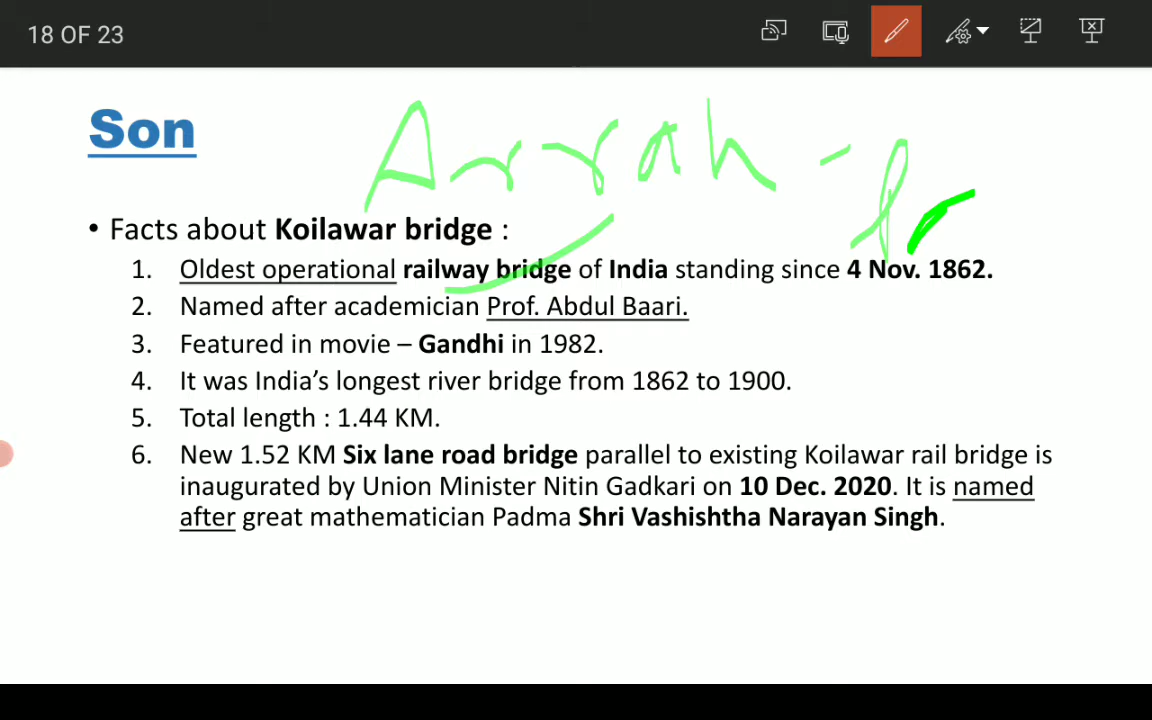 18 OF 23
Son
Arrah -
• Facts about Koilawar bridge :
1. Oldest operational railway bridge of India standing since 4 Nov. 1862.
2. Named after academician Prof. Abdul Baari.
3. Featured in movie – Gandhi in 1982.
4. It was India’s longest river bridge from 1862 to 1900.
5. Total length : 1.44 KM.
6. New 1.52 KM Six lane road bridge parallel to existing Koilawar rail bridge is
inaugurated by Union Minister Nitin Gadkari on 10 Dec. 2020. It is named
after great mathematician Padma Shri Vashishtha Narayan Singh.